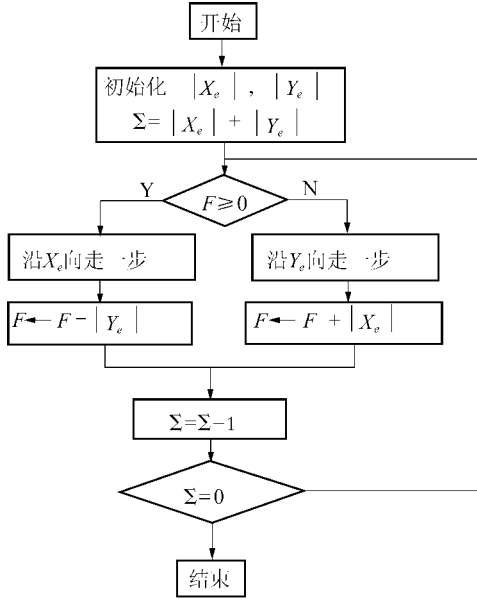 开始
初始化 |Xₑ|，|Yₑ|
Σ=|Xₑ|+|Yₑ|
Y
N
F≥0
沿Xₑ向走一步
沿Yₑ向走一步
F← F-|Yₑ|
F← F+|Xₑ|
Σ=Σ-1
Σ=0
结束